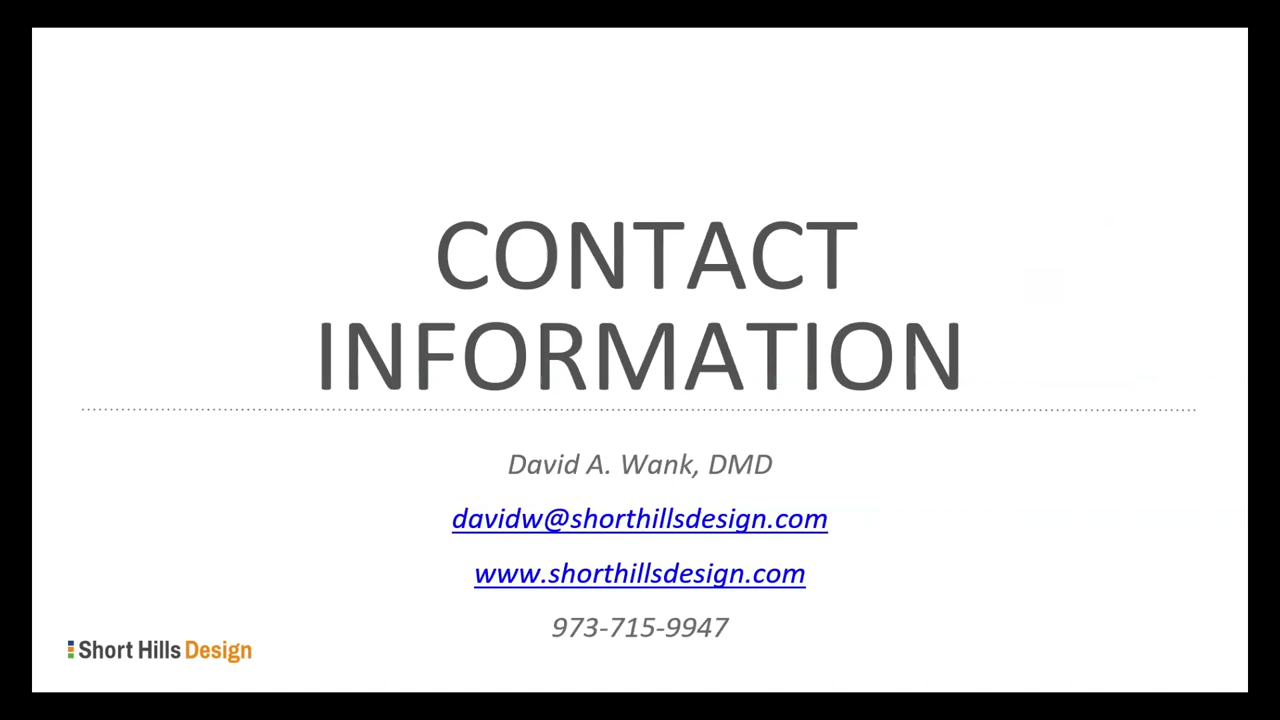 CONTACT
INFORMATION
David A. Wank, DMD
davidw@shorthillsdesign.com
www.shorthillsdesign.com
973-715-9947
Short Hills Design